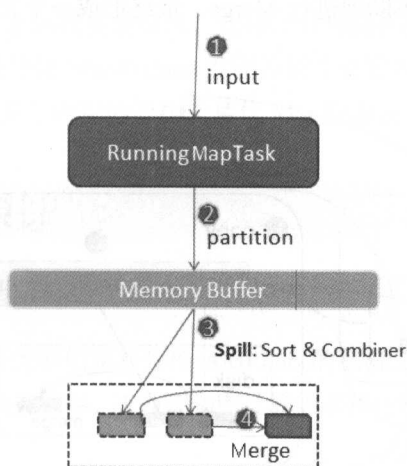 1
input
RunningMapTask
2
partition
Memory Buffer
3
Spill: Sort & Combiner
4
Merge